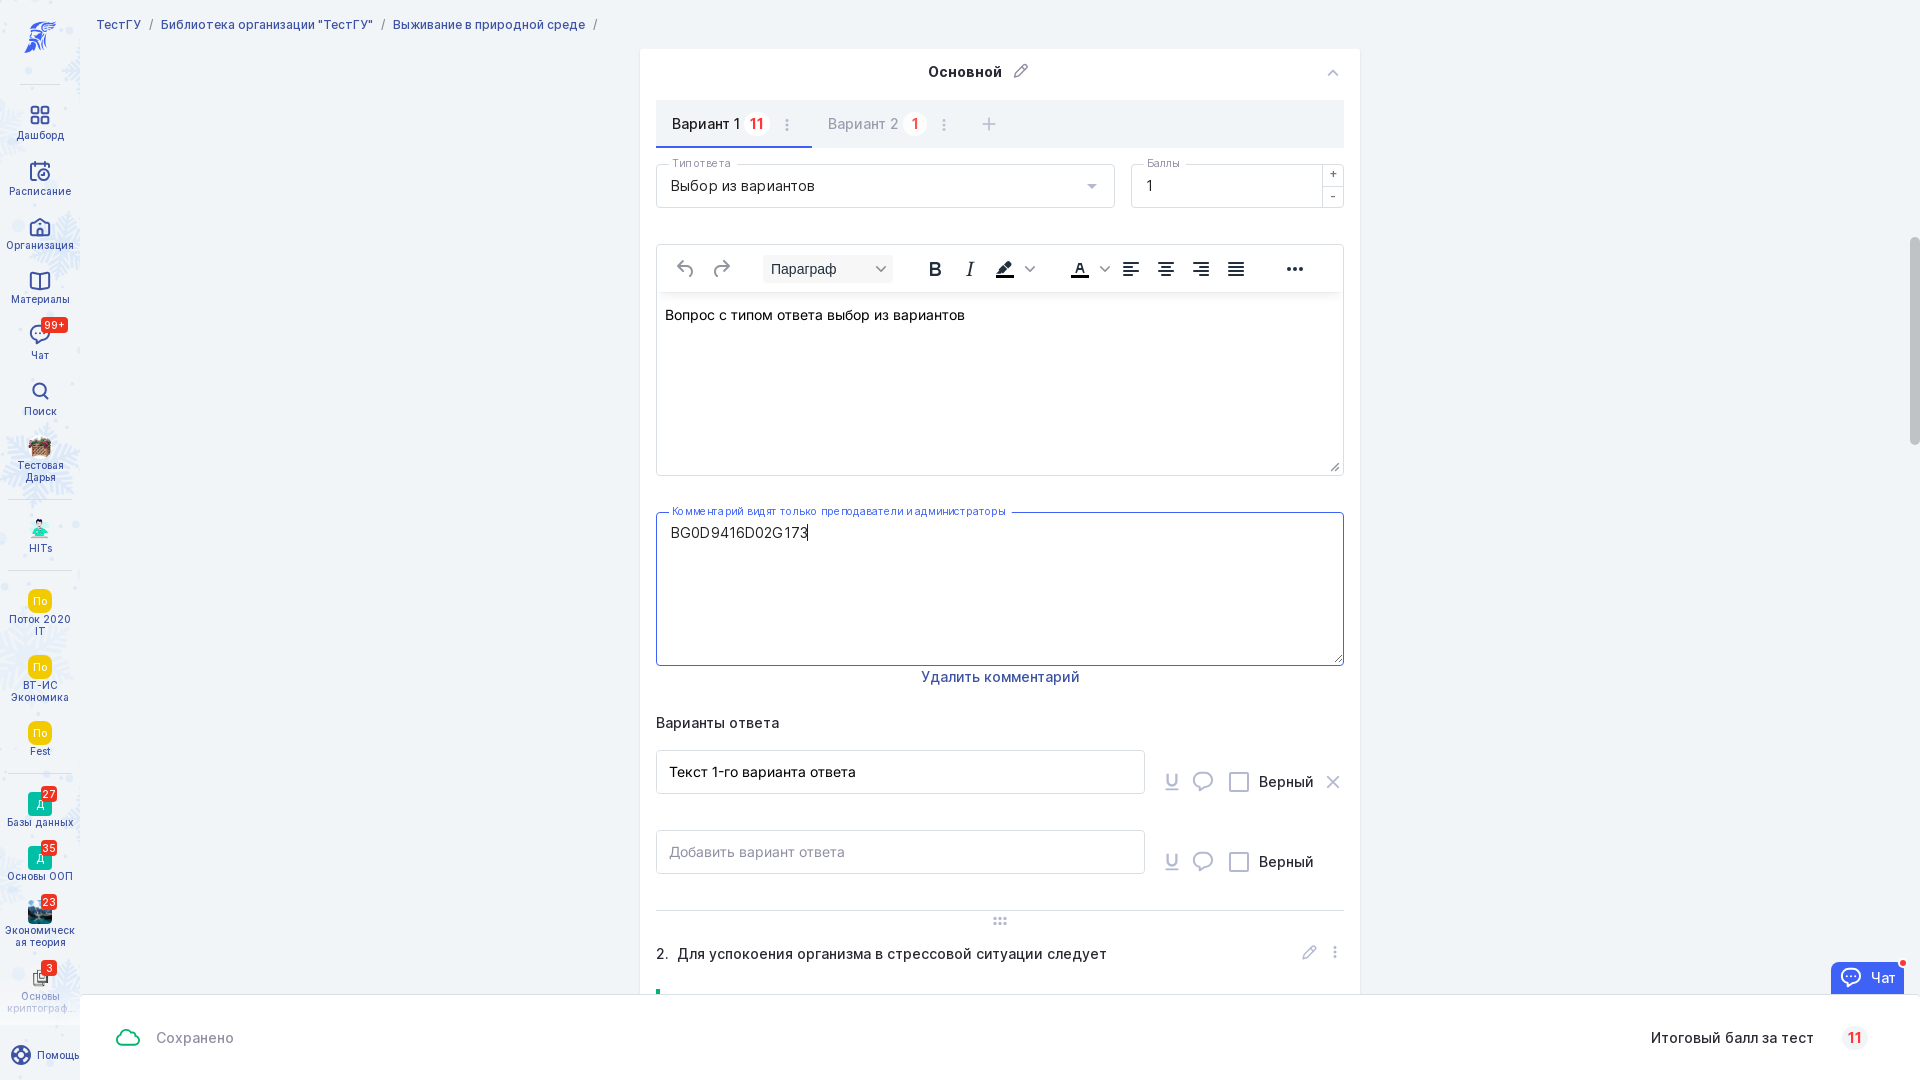 ТестГУ / Библиотека организации "ТестГУ" / Выживание в природной среде /
Дашборд
Расписание
Организация
Материалы
99+
Чат
Поиск
Тестовая
Дарья
HITs
По
Поток 2020
IT
По
ВТ-ИС
Экономика
По
Fest
27
Д
Базы данных
35
Д
Основы ООП
23
Экономическ
ая теория
3
Основы
криптограф...
Помощь
Основной
Вариант 1 11
Вариант 2 1
Тип ответа
Выбор из вариантов
Баллы
1
+
-
Параграф
B I A
Вопрос с типом ответа выбор из вариантов
Комментарий видят только преподаватели и администраторы
BG0D9416D02G173
Удалить комментарий
Варианты ответа
Текст 1-го варианта ответа
Верный
Добавить вариант ответа
Верный
2. Для успокоения организма в стрессовой ситуации следует
Чат
Сохранено
Итоговый балл за тест 11